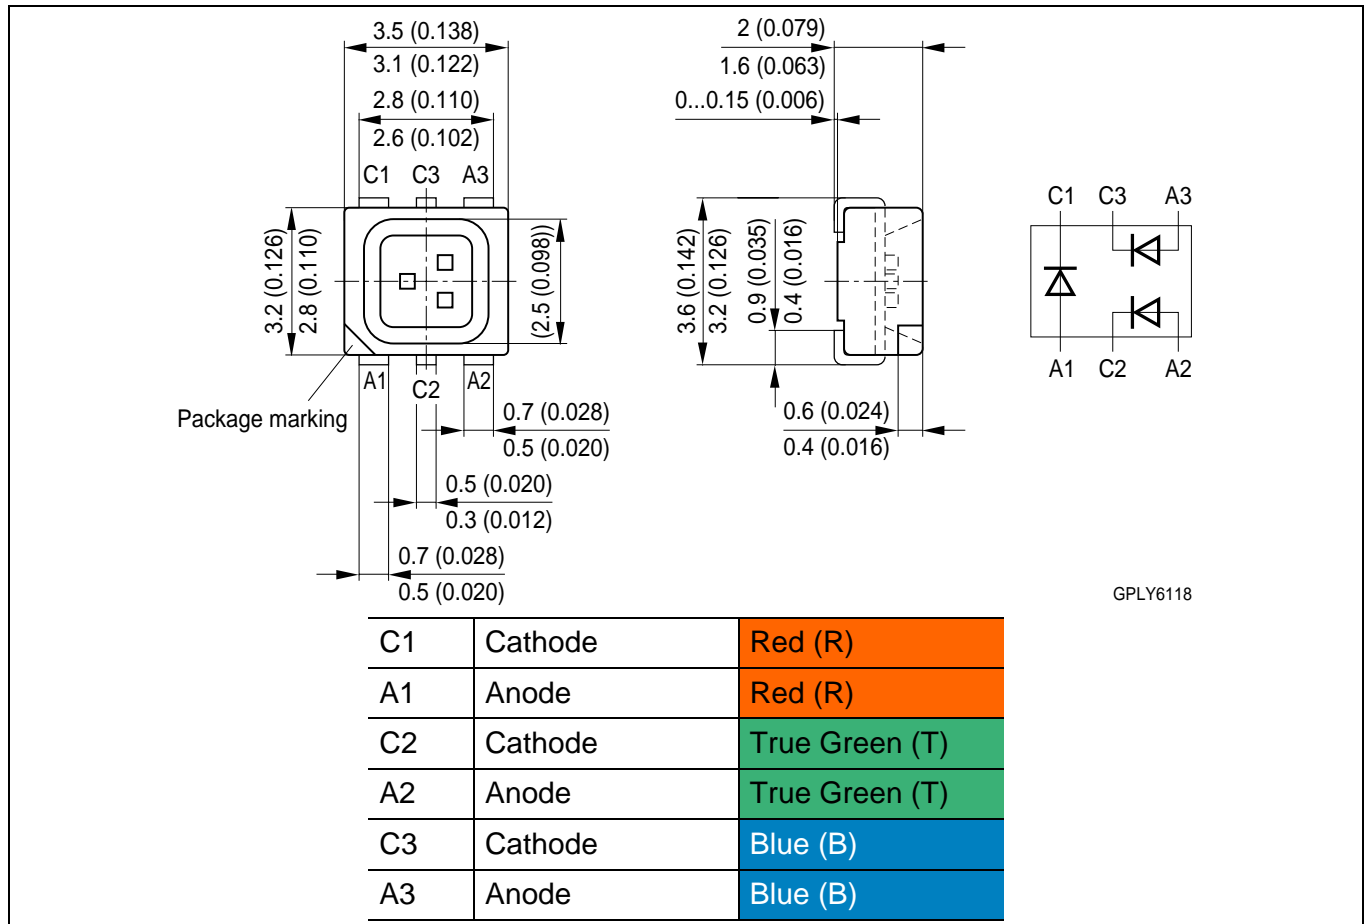 3.5 (0.138)
3.1 (0.122)
2.8 (0.110)
2.6 (0.102)
C1 C3 A3
3.2 (0.126)
2.8 (0.110)
(2.5 (0.098))
A1 C2 A2
Package marking
0.7 (0.028)
0.5 (0.020)
0.5 (0.020)
0.3 (0.012)
0.7 (0.028)
0.5 (0.020)
2 (0.079)
1.6 (0.063)
0...0.15 (0.006)
3.6 (0.142)
3.2 (0.126)
0.9 (0.035)
0.4 (0.016)
0.6 (0.024)
0.4 (0.016)
C1 C3 A3
A1 C2 A2
GPLY6118
C1 Cathode Red (R)
A1 Anode Red (R)
C2 Cathode True Green (T)
A2 Anode True Green (T)
C3 Cathode Blue (B)
A3 Anode Blue (B)